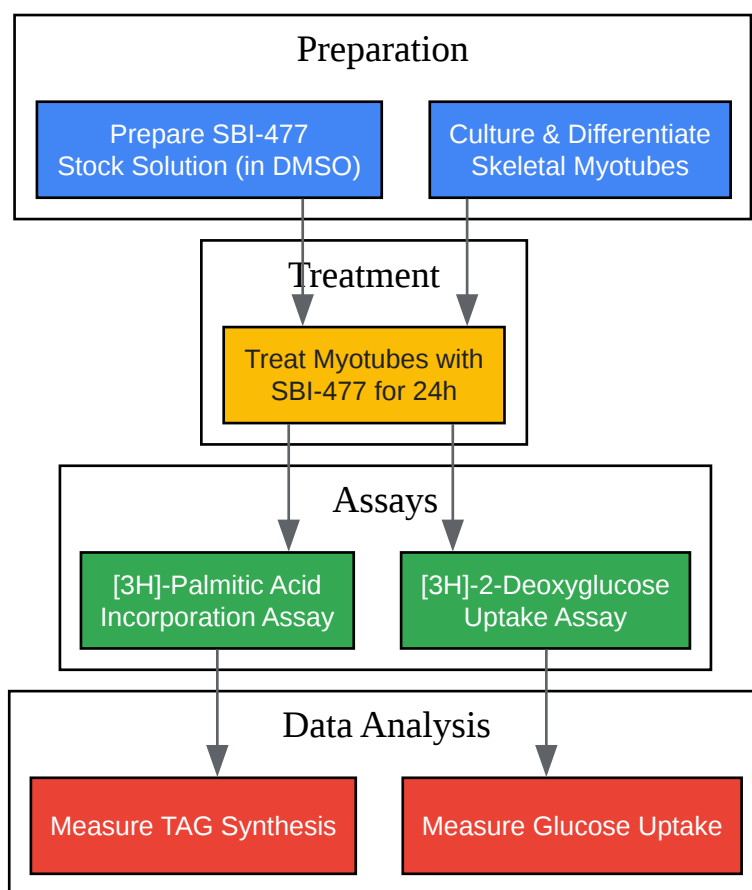 Preparation
Prepare SBI-477
Stock Solution (in DMSO)
Culture & Differentiate
Skeletal Myotubes
Treatment
Treat Myotubes with
SBI-477 for 24h
Assays
[3H]-Palmitic Acid
Incorporation Assay
[3H]-2-Deoxyglucose
Uptake Assay
Data Analysis
Measure TAG Synthesis
Measure Glucose Uptake